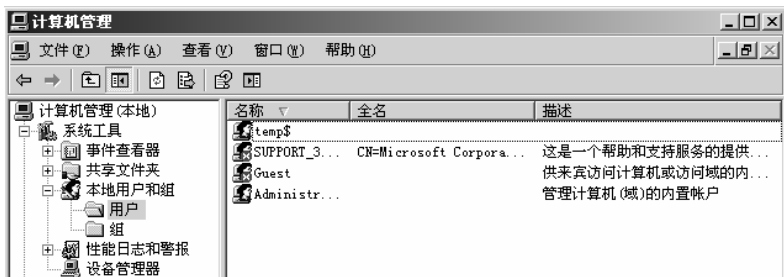 计算机管理
文件(F) 操作(A) 查看(V) 窗口(W) 帮助(H)
计算机管理(本地)
系统工具
事件查看器
共享文件夹
本地用户和组
用户
组
性能日志和警报
设备管理器
名称 全名 描述
temp$
SUPPORT_3... CN=Microsoft Corpora... 这是一个帮助和支持服务的提供...
Guest 供来宾访问计算机或访问域的内...
Administr... 管理计算机(域)的内置帐户